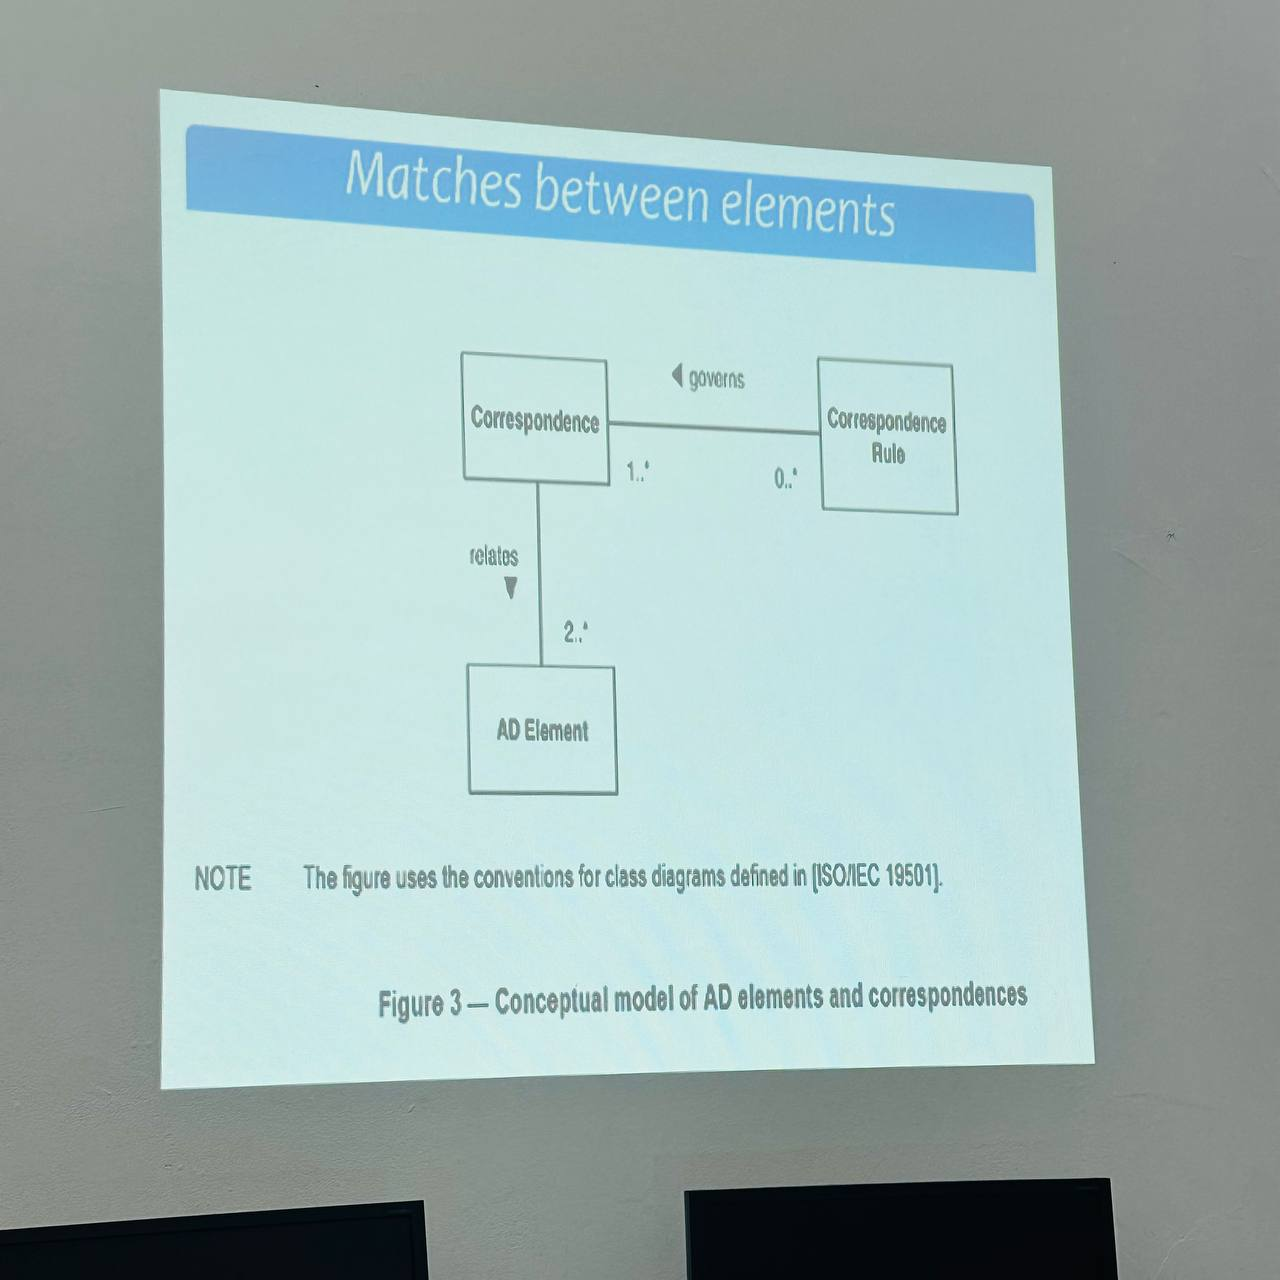 Matches between elements
Correspondence
◀ governs
Correspondence
Rule
1..*
0..*
relates
▼
2..*
AD Element
NOTE The figure uses the conventions for class diagrams defined in [ISO/IEC 19501].
Figure 3 — Conceptual model of AD elements and correspondences